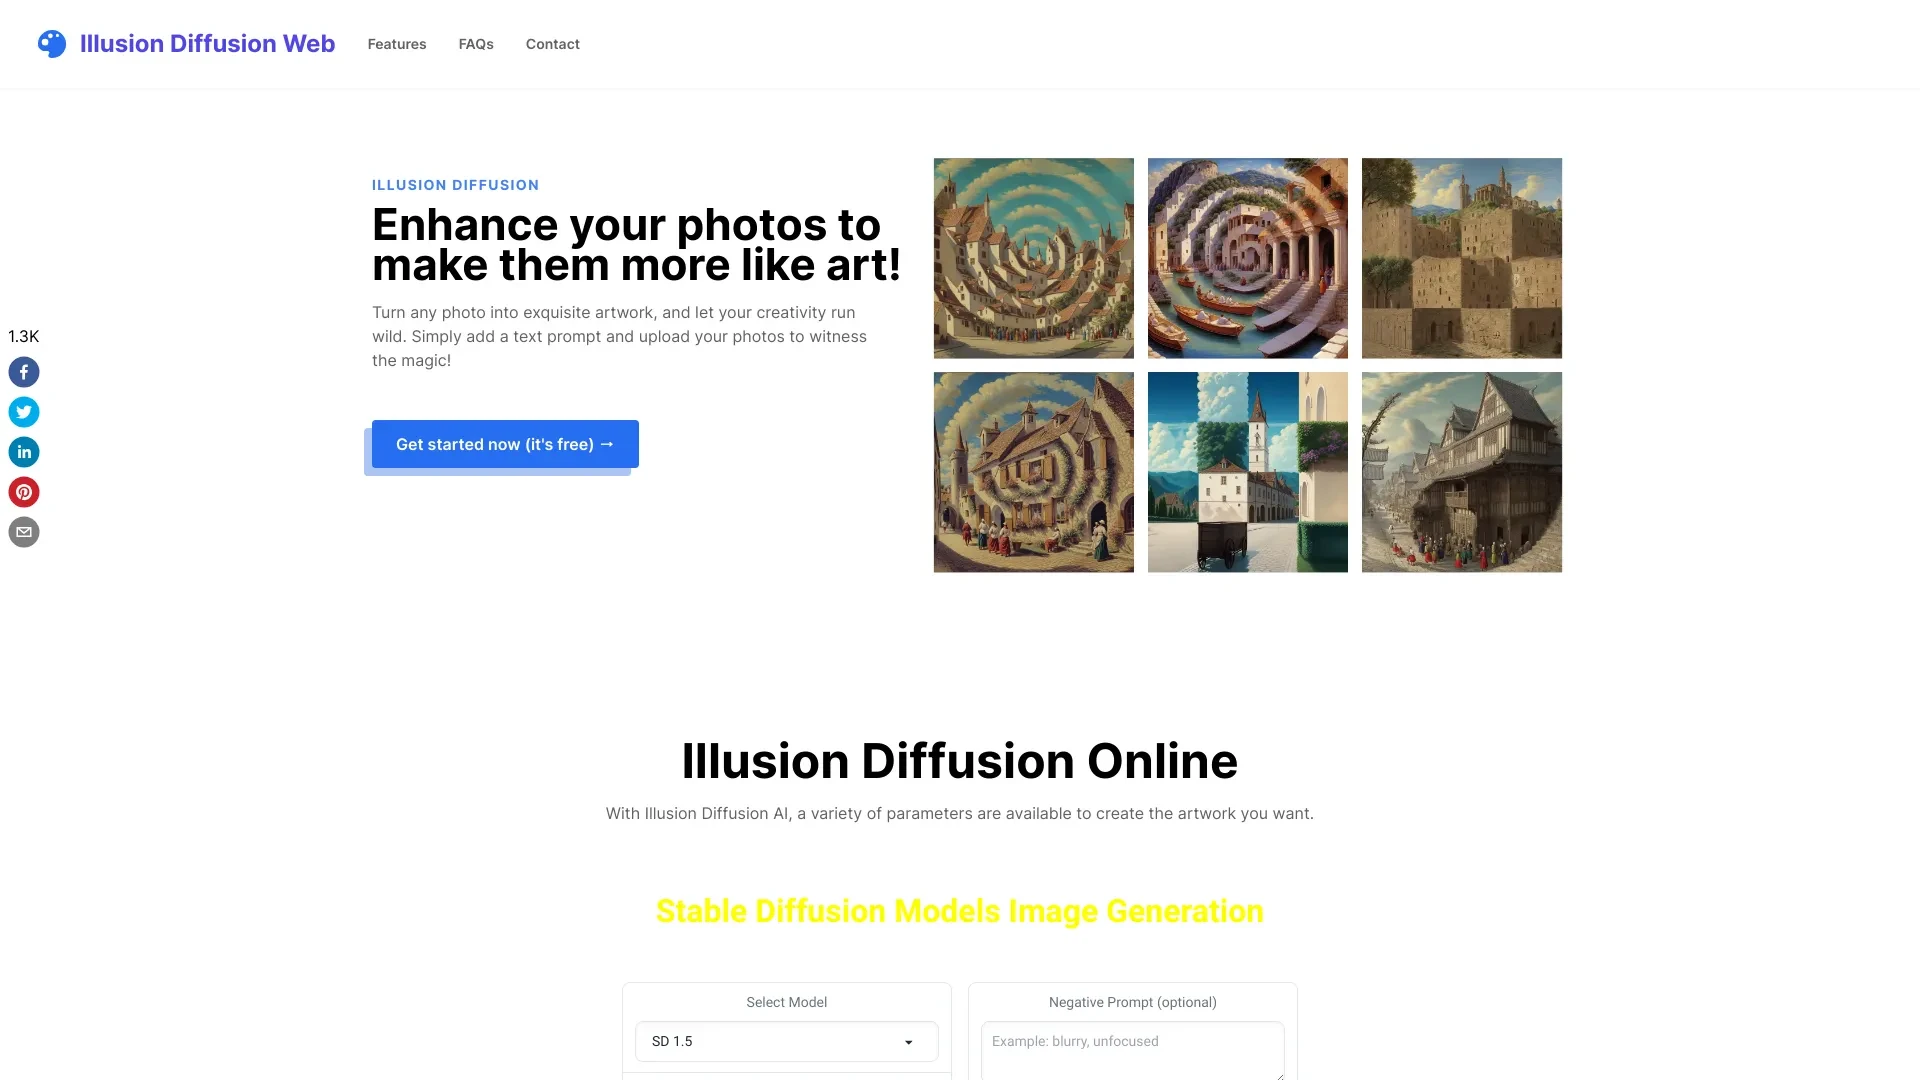 Illusion Diffusion Web
Features
FAQs
Contact
ILLUSION DIFFUSION
Enhance your photos to
make them more like art!
Turn any photo into exquisite artwork, and let your creativity run
wild. Simply add a text prompt and upload your photos to witness
the magic!
Get started now (it's free) →
1.3K
Illusion Diffusion Online
With Illusion Diffusion AI, a variety of parameters are available to create the artwork you want.
Stable Diffusion Models Image Generation
Select Model
SD 1.5
Negative Prompt (optional)
Example: blurry, unfocused